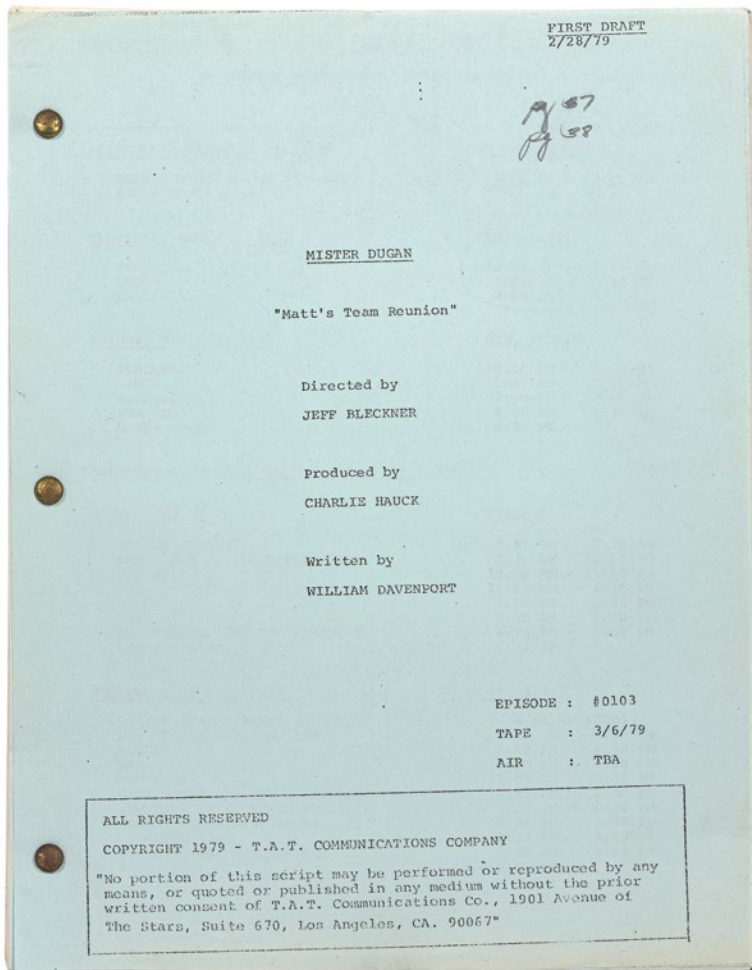 FIRST DRAFT
2/28/79
pg 37
pg 38
MISTER DUGAN
"Matt's Team Reunion"
Directed by
JEFF BLECKNER
Produced by
CHARLIE HAUCK
Written by
WILLIAM DAVENPORT
EPISODE : #0103
TAPE : 3/6/79
AIR : TBA
ALL RIGHTS RESERVED
COPYRIGHT 1979 - T.A.T. COMMUNICATIONS COMPANY
"No portion of this script may be performed or reproduced by any
means, or quoted or published in any medium without the prior
written consent of T.A.T. Communications Co., 1901 Avenue of
The Stars, Suite 670, Los Angeles, CA. 90067"